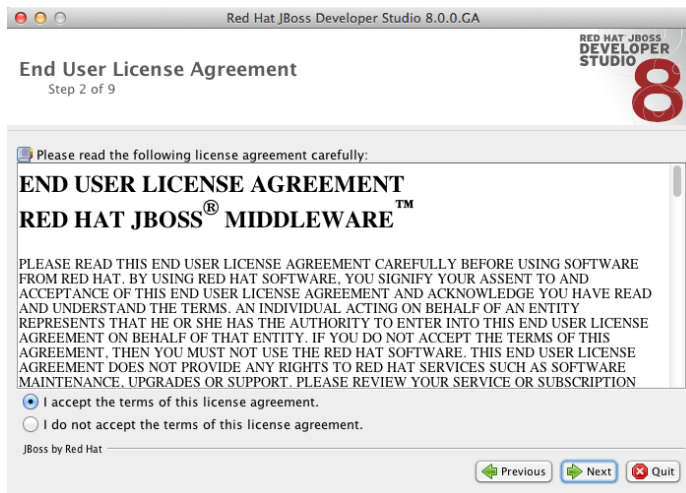 Red Hat JBoss Developer Studio 8.0.0.GA
RED HAT JBOSS
DEVELOPER
STUDIO
8
End User License Agreement
Step 2 of 9
Please read the following license agreement carefully:
END USER LICENSE AGREEMENT
RED HAT JBOSS® MIDDLEWARE™
PLEASE READ THIS END USER LICENSE AGREEMENT CAREFULLY BEFORE USING SOFTWARE
FROM RED HAT. BY USING RED HAT SOFTWARE, YOU SIGNIFY YOUR ASSENT TO AND
ACCEPTANCE OF THIS END USER LICENSE AGREEMENT AND ACKNOWLEDGE YOU HAVE READ
AND UNDERSTAND THE TERMS. AN INDIVIDUAL ACTING ON BEHALF OF AN ENTITY
REPRESENTS THAT HE OR SHE HAS THE AUTHORITY TO ENTER INTO THIS END USER LICENSE
AGREEMENT ON BEHALF OF THAT ENTITY. IF YOU DO NOT ACCEPT THE TERMS OF THIS
AGREEMENT, THEN YOU MUST NOT USE THE RED HAT SOFTWARE. THIS END USER LICENSE
AGREEMENT DOES NOT PROVIDE ANY RIGHTS TO RED HAT SERVICES SUCH AS SOFTWARE
MAINTENANCE, UPGRADES OR SUPPORT. PLEASE REVIEW YOUR SERVICE OR SUBSCRIPTION
I accept the terms of this license agreement.
I do not accept the terms of this license agreement.
JBoss by Red Hat
Previous Next Quit